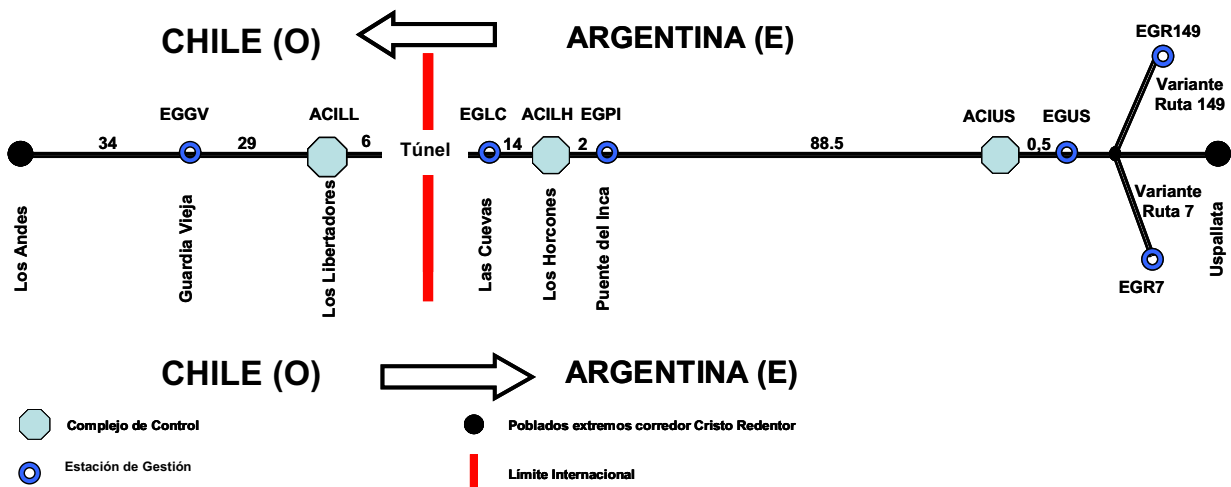 CHILE (O)
ARGENTINA (E)
EGR149
Variante
Ruta 149
EGGV
ACILL
EGLC
ACILH
EGPI
ACIUS
EGUS
34
29
6
Túnel
14
2
88.5
0,5
Variante
Ruta 7
EGR7
Los Andes
Guardia Vieja
Los Libertadores
Las Cuevas
Los Horcones
Puente del Inca
Uspallata
CHILE (O)
ARGENTINA (E)
Complejo de Control
Poblados extremos corredor Cristo Redentor
Estación de Gestión
Límite Internacional